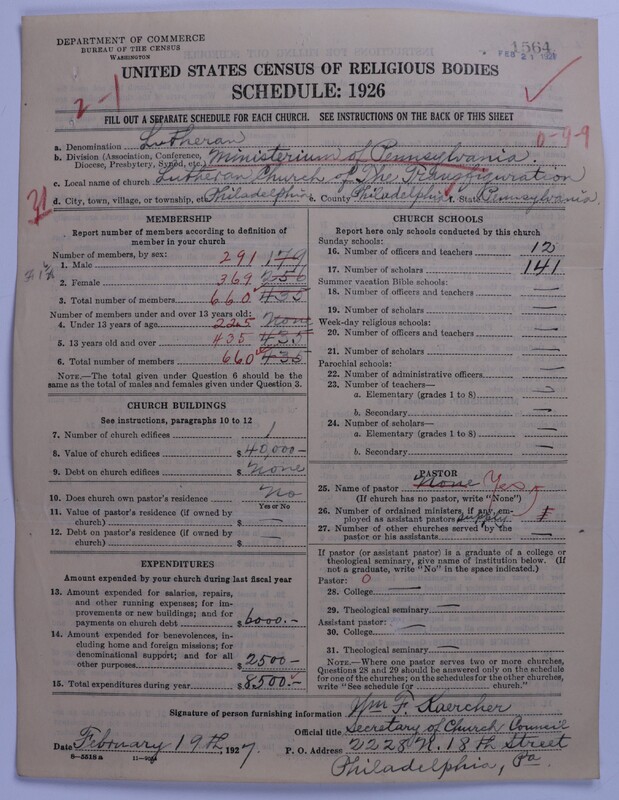 DEPARTMENT OF COMMERCE
BUREAU OF THE CENSUS
WASHINGTON
1564
FEB 21 1927
UNITED STATES CENSUS OF RELIGIOUS BODIES
SCHEDULE: 1926
2-1
FILL OUT A SEPARATE SCHEDULE FOR EACH CHURCH. SEE INSTRUCTIONS ON THE BACK OF THIS SHEET
0-4-9
a. Denomination Lutheran
b. Division (Association, Conference, Diocese, Presbytery, Synod, etc.) Ministerium of Pennsylvania.
c. Local name of church Lutheran Church of The Transfiguration
d. City, town, village, or township, etc. Philadelphia e. County Philadelphia f. State Pennsylvania.
31
MEMBERSHIP
Report number of members according to definition of
member in your church
Number of members, by sex:
1. Male 291 179
2. Female 369 256
3. Total number of members 660 435
Number of members under and over 13 years old:
4. Under 13 years of age 225 None
5. 13 years old and over 435 435
6. Total number of members 660 435
NOTE.—The total given under Question 6 should be
same as the total of males and females given under Question 3.
CHURCH BUILDINGS
See instructions, paragraphs 10 to 12
7. Number of church edifices 1
8. Value of church edifices $ 40,000—
9. Debt on church edifices $ None
10. Does church own pastor's residence No
Yes or No
11. Value of pastor's residence (if owned by
church) $ —
12. Debt on pastor's residence (if owned by
church) $ —
EXPENDITURES
Amount expended by your church during last fiscal year
13. Amount expended for salaries, repairs,
and other running expenses; for im-
provements or new buildings; and for
payments on church debt $ 6000.—
14. Amount expended for benevolences,
including home and foreign missions; for
denominational support; and for all
other purposes $ 2500—
15. Total expenditures during year $ 8500.—
CHURCH SCHOOLS
Report here only schools conducted by this church
Sunday schools:
16. Number of officers and teachers 12
17. Number of scholars 141
Summer vacation Bible schools:
18. Number of officers and teachers —
19. Number of scholars —
Week-day religious schools:
20. Number of officers and teachers —
21. Number of scholars —
Parochial schools:
22. Number of administrative officers —
23. Number of teachers—
a. Elementary (grades 1 to 8) —
b. Secondary —
24. Number of scholars—
a. Elementary (grades 1 to 8) —
b. Secondary —
PASTOR
25. Name of pastor None Yes
(If church has no pastor, write "None")
26. Number of ordained ministers, if any, em-
ployed as assistant pastors supply 1
27. Number of other churches served by the
pastor or his assistants —
If pastor (or assistant pastor) is a graduate of a college or
theological seminary, give name of institution below. (If
not a graduate, write "No" in the space indicated.)
Pastor: 0
28. College —
29. Theological seminary —
Assistant pastor:
30. College —
31. Theological seminary —
NOTE.—Where one pastor serves two or more churches,
Questions 28 and 29 should be answered only on the schedule
for one of the churches; on the schedules for the other churches,
write "See schedule for ........ church."
Signature of person furnishing information Wm F. Kaercher
Official title Secretary of Church Council
Date February 19th, 1927. P. O. Address 2228 N. 18th Street
8-5518 a
Philadelphia, Pa.